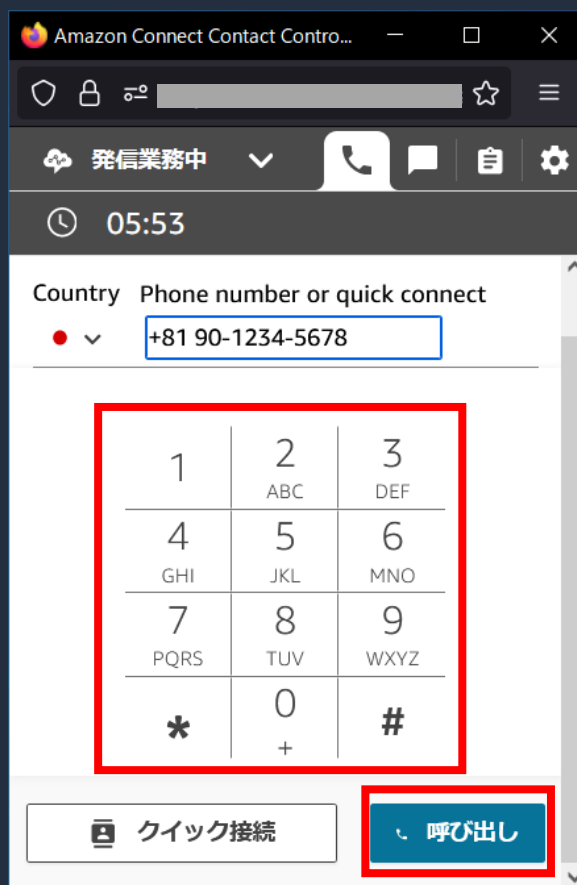 Amazon Connect Contact Contro...
発信業務中
05:53
Country Phone number or quick connect
+81 90-1234-5678
1 2 3
ABC DEF
4 5 6
GHI JKL MNO
7 8 9
PQRS TUV WXYZ
* 0 #
+
クイック接続 呼び出し